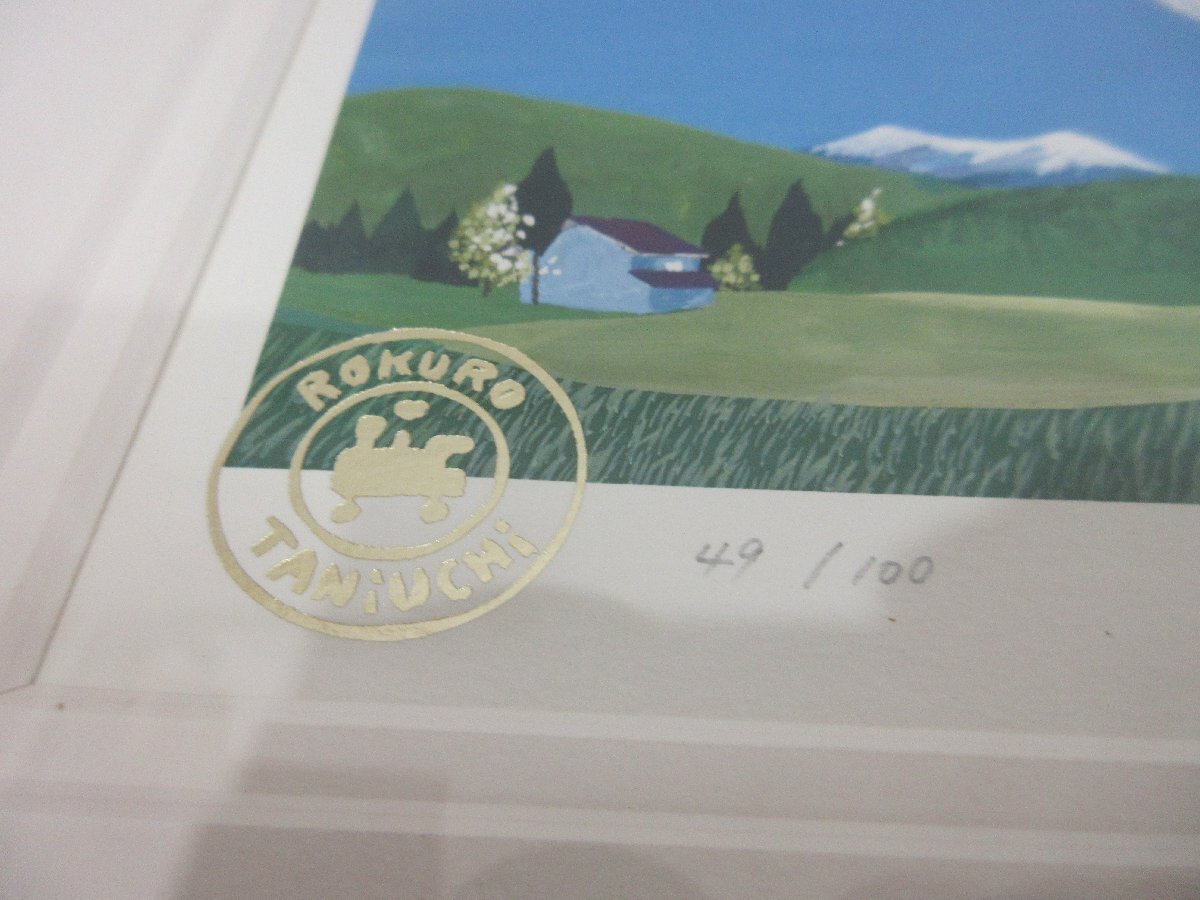 ROKURO
TANiUCHi
49 / 100